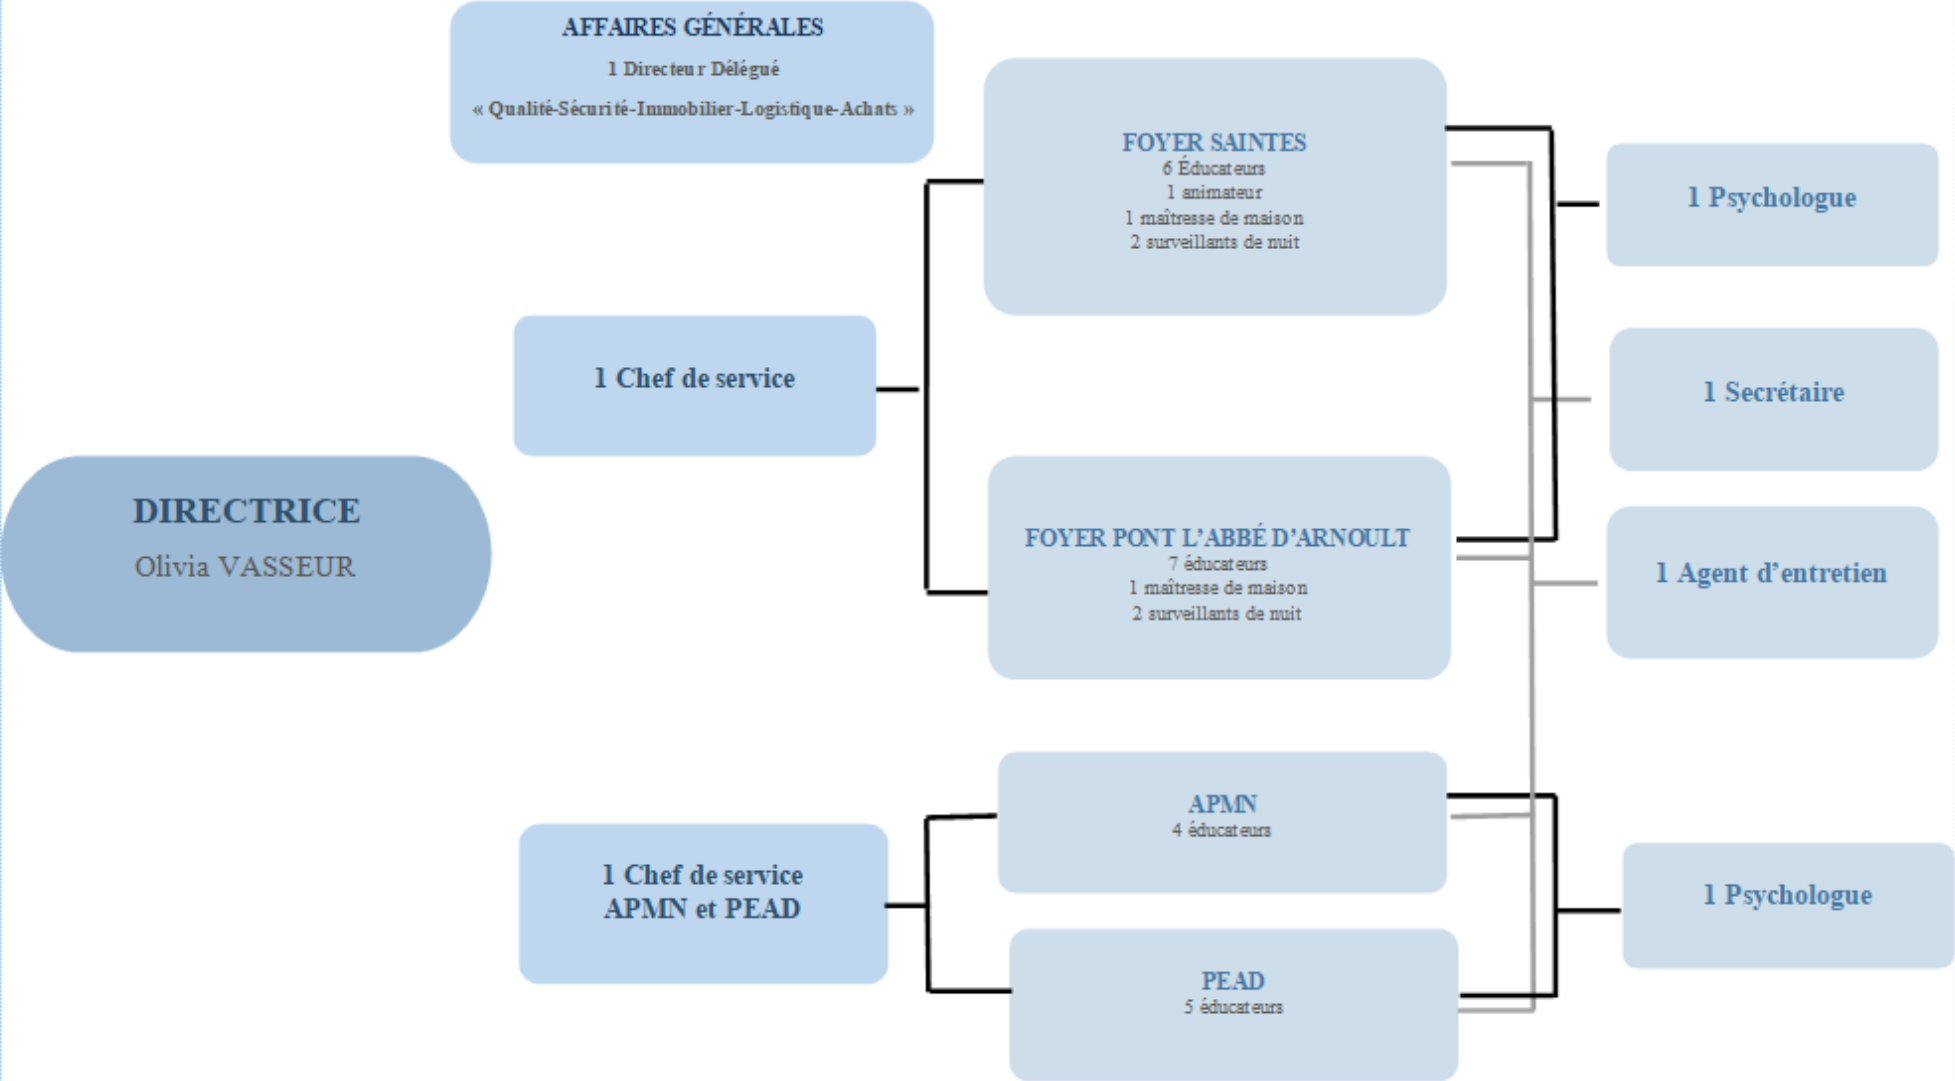 AFFAIRES GÉNÉRALES
1 Directeur Délégué
« Qualité-Sécurité-Immobilier-Logistique-Achats »
FOYER SAINTES
6 Éducateurs
1 animateur
1 maîtresse de maison
2 surveillants de nuit
1 Psychologue
1 Chef de service
1 Secrétaire
DIRECTRICE
Olivia VASSEUR
FOYER PONT L’ABBÉ D’ARNOULT
7 éducateurs
1 maîtresse de maison
2 surveillants de nuit
1 Agent d’entretien
1 Chef de service
APMN et PEAD
APMN
4 éducateurs
PEAD
5 éducateurs
1 Psychologue